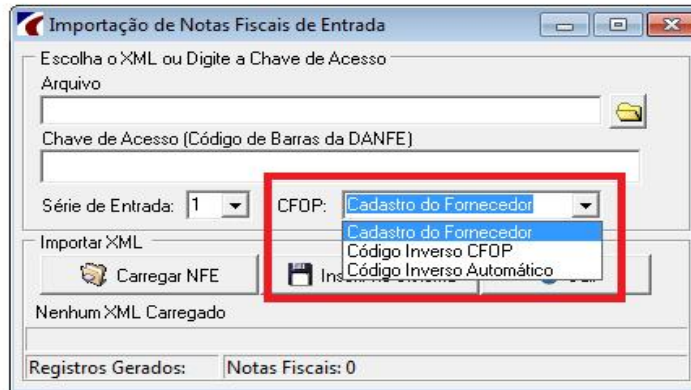 Importação de Notas Fiscais de Entrada
Escolha o XML ou Digite a Chave de Acesso
Arquivo
Chave de Acesso (Código de Barras da DANFE)
Série de Entrada: 1 CFOP: Cadastro do Fornecedor
Cadastro do Fornecedor
Código Inverso CFOP
Código Inverso Automático
Importar XML
Carregar NFE
Nenhum XML Carregado
Registros Gerados: Notas Fiscais: 0